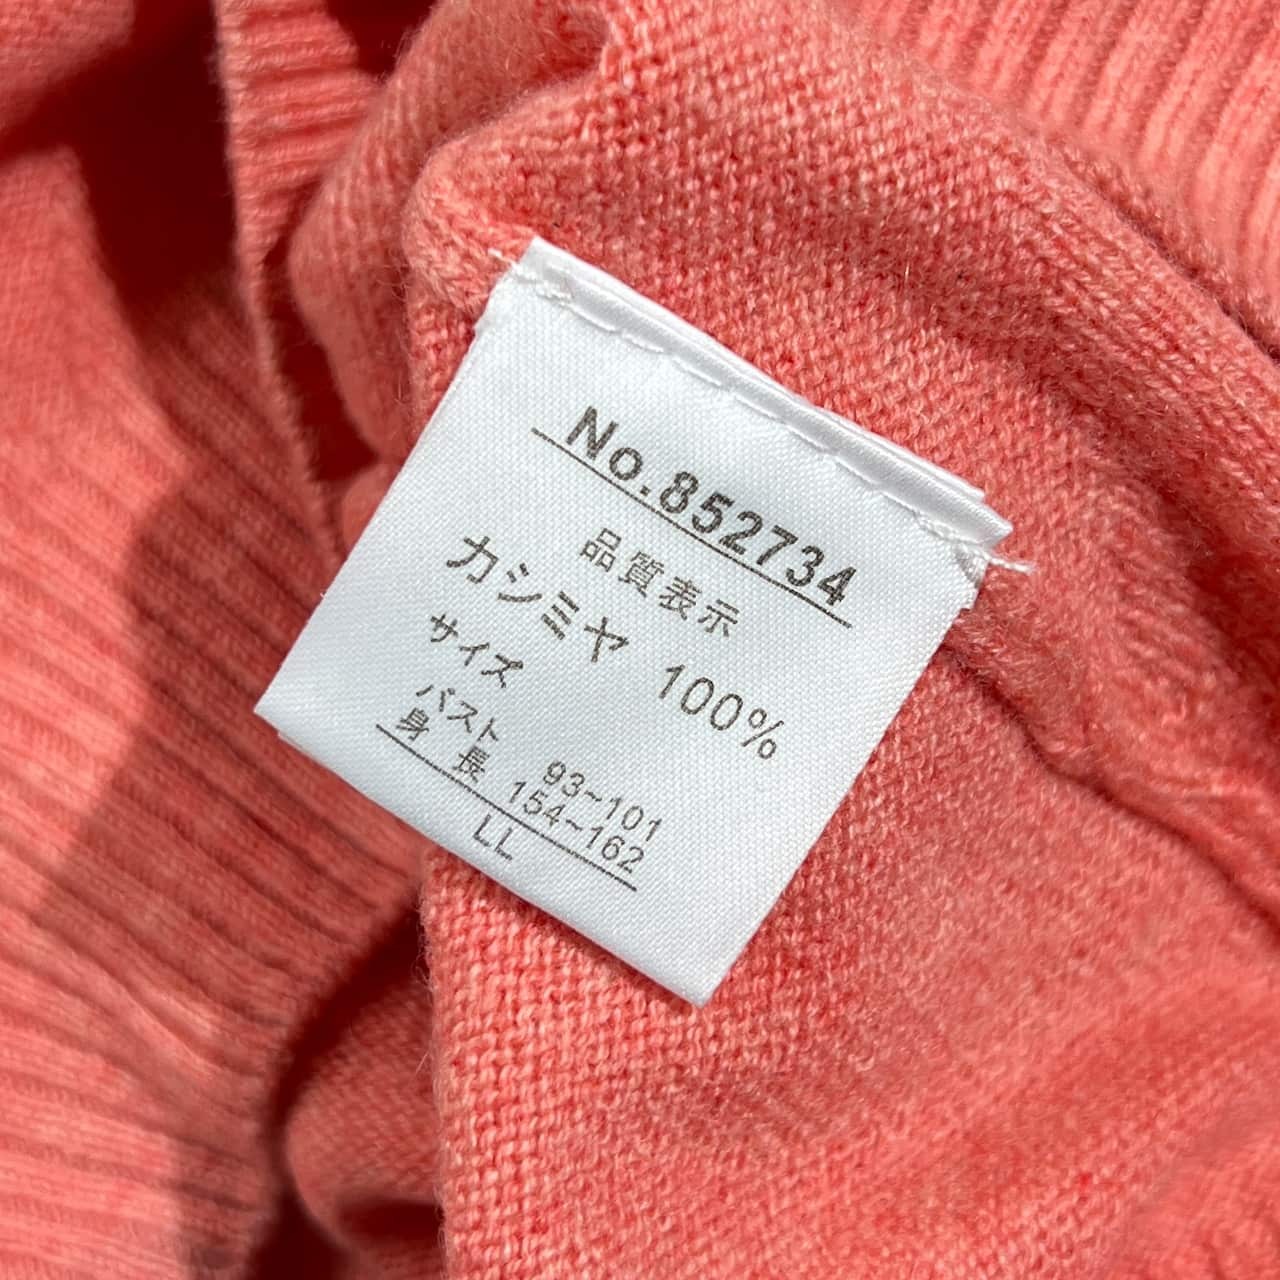 No.852734
品質表示
カシミヤ 100%
サイズ
バスト 93~101
身 長 154~162
LL